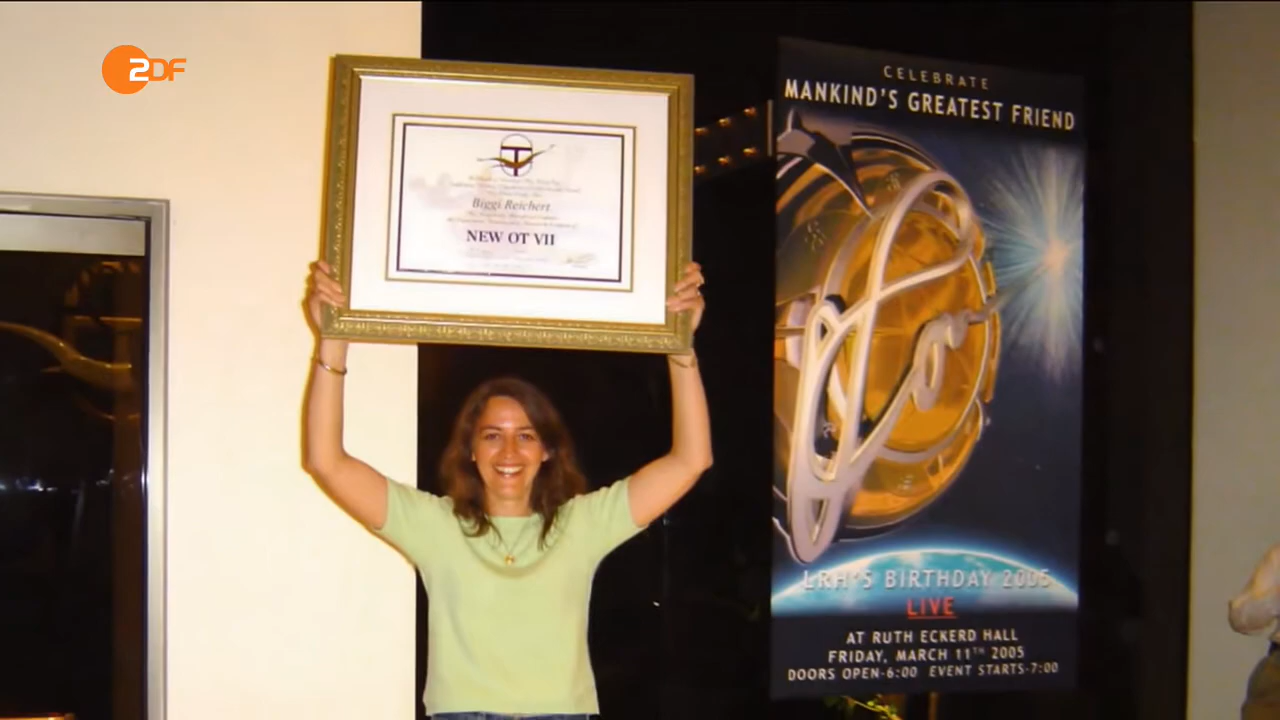 ZDF
Biggi Reichert
NEW OT VII
CELEBRATE
MANKIND'S GREATEST FRIEND
LRH'S BIRTHDAY 2005
LIVE
AT RUTH ECKERD HALL
FRIDAY, MARCH 11TH 2005
DOORS OPEN-6:00 EVENT STARTS-7:00